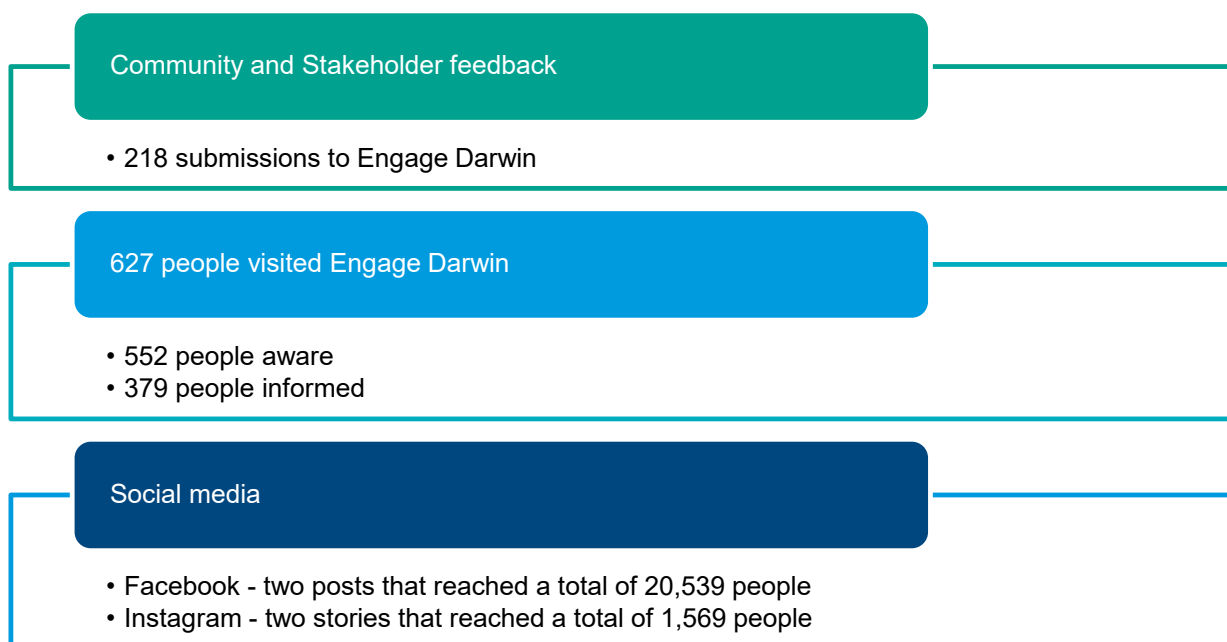 Community and Stakeholder feedback
• 218 submissions to Engage Darwin
627 people visited Engage Darwin
• 552 people aware
• 379 people informed
Social media
• Facebook - two posts that reached a total of 20,539 people
• Instagram - two stories that reached a total of 1,569 people